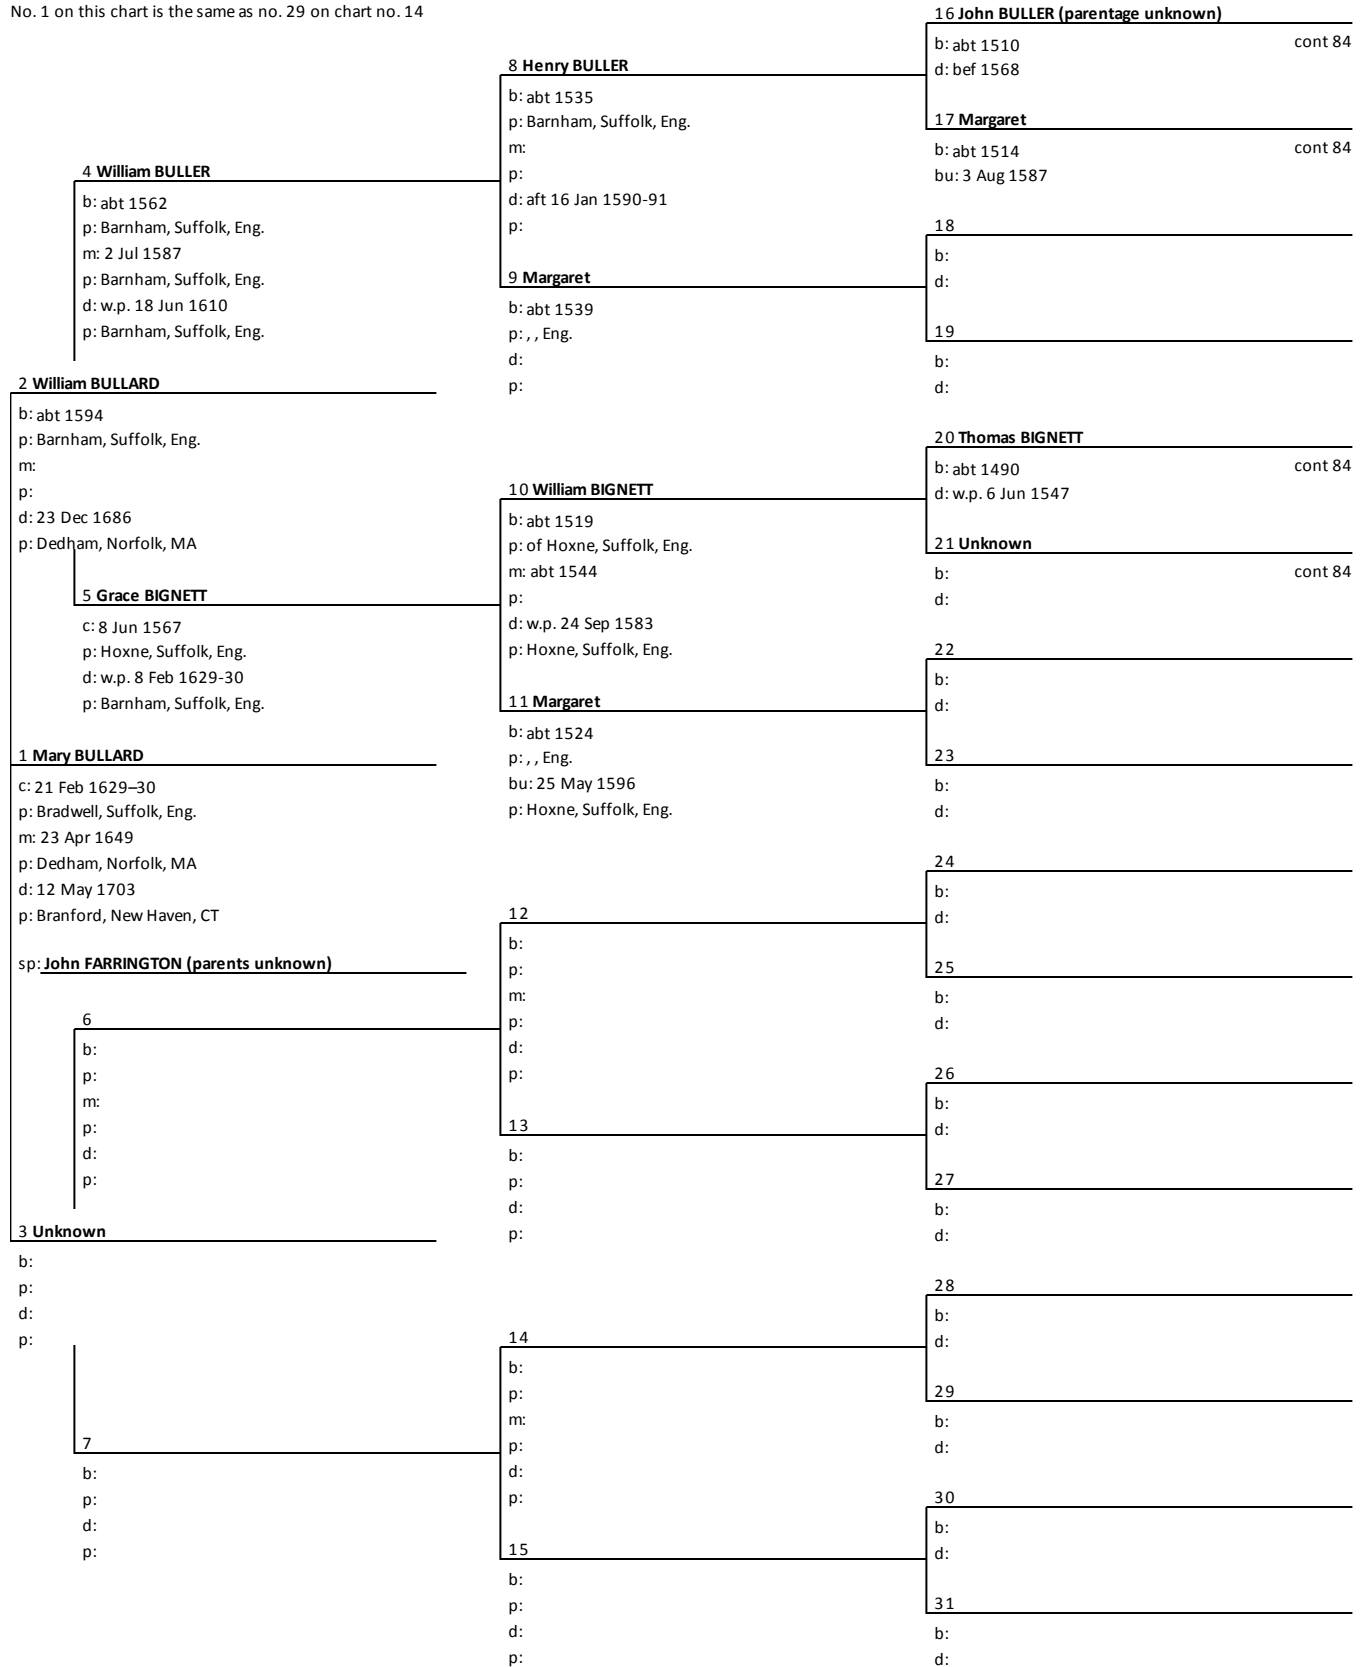 No. 1 on this chart is the same as no. 29 on chart no. 14
16 John BULLER (parentage unknown)
b: abt 1510 cont 84
d: bef 1568
8 Henry BULLER
b: abt 1535
p: Barnham, Suffolk, Eng.
m:
p:
d: aft 16 Jan 1590-91
p:
17 Margaret
b: abt 1514 cont 84
bu: 3 Aug 1587
4 William BULLER
b: abt 1562
p: Barnham, Suffolk, Eng.
m: 2 Jul 1587
p: Barnham, Suffolk, Eng.
d: w.p. 18 Jun 1610
p: Barnham, Suffolk, Eng.
18
b:
d:
9 Margaret
b: abt 1539
p: , , Eng.
d:
p:
19
b:
d:
2 William BULLARD
b: abt 1594
p: Barnham, Suffolk, Eng.
m:
p:
d: 23 Dec 1686
p: Dedham, Norfolk, MA
20 Thomas BIGNETT
b: abt 1490 cont 84
d: w.p. 6 Jun 1547
10 William BIGNETT
b: abt 1519
p: of Hoxne, Suffolk, Eng.
m: abt 1544
p:
d: w.p. 24 Sep 1583
p: Hoxne, Suffolk, Eng.
21 Unknown
b: cont 84
d:
5 Grace BIGNETT
c: 8 Jun 1567
p: Hoxne, Suffolk, Eng.
d: w.p. 8 Feb 1629-30
p: Barnham, Suffolk, Eng.
22
b:
d:
11 Margaret
b: abt 1524
p: , , Eng.
bu: 25 May 1596
p: Hoxne, Suffolk, Eng.
23
b:
d:
1 Mary BULLARD
c: 21 Feb 1629–30
p: Bradwell, Suffolk, Eng.
m: 23 Apr 1649
p: Dedham, Norfolk, MA
d: 12 May 1703
p: Branford, New Haven, CT
sp: John FARRINGTON (parents unknown)
24
b:
d:
12
b:
p:
m:
p:
d:
p:
25
b:
d:
6
b:
p:
m:
p:
d:
p:
26
b:
d:
13
b:
p:
d:
p:
27
b:
d:
3 Unknown
b:
p:
d:
p:
28
b:
d:
14
b:
p:
m:
p:
d:
p:
29
b:
d:
7
b:
p:
d:
p:
30
b:
d:
15
b:
p:
d:
p:
31
b:
d: